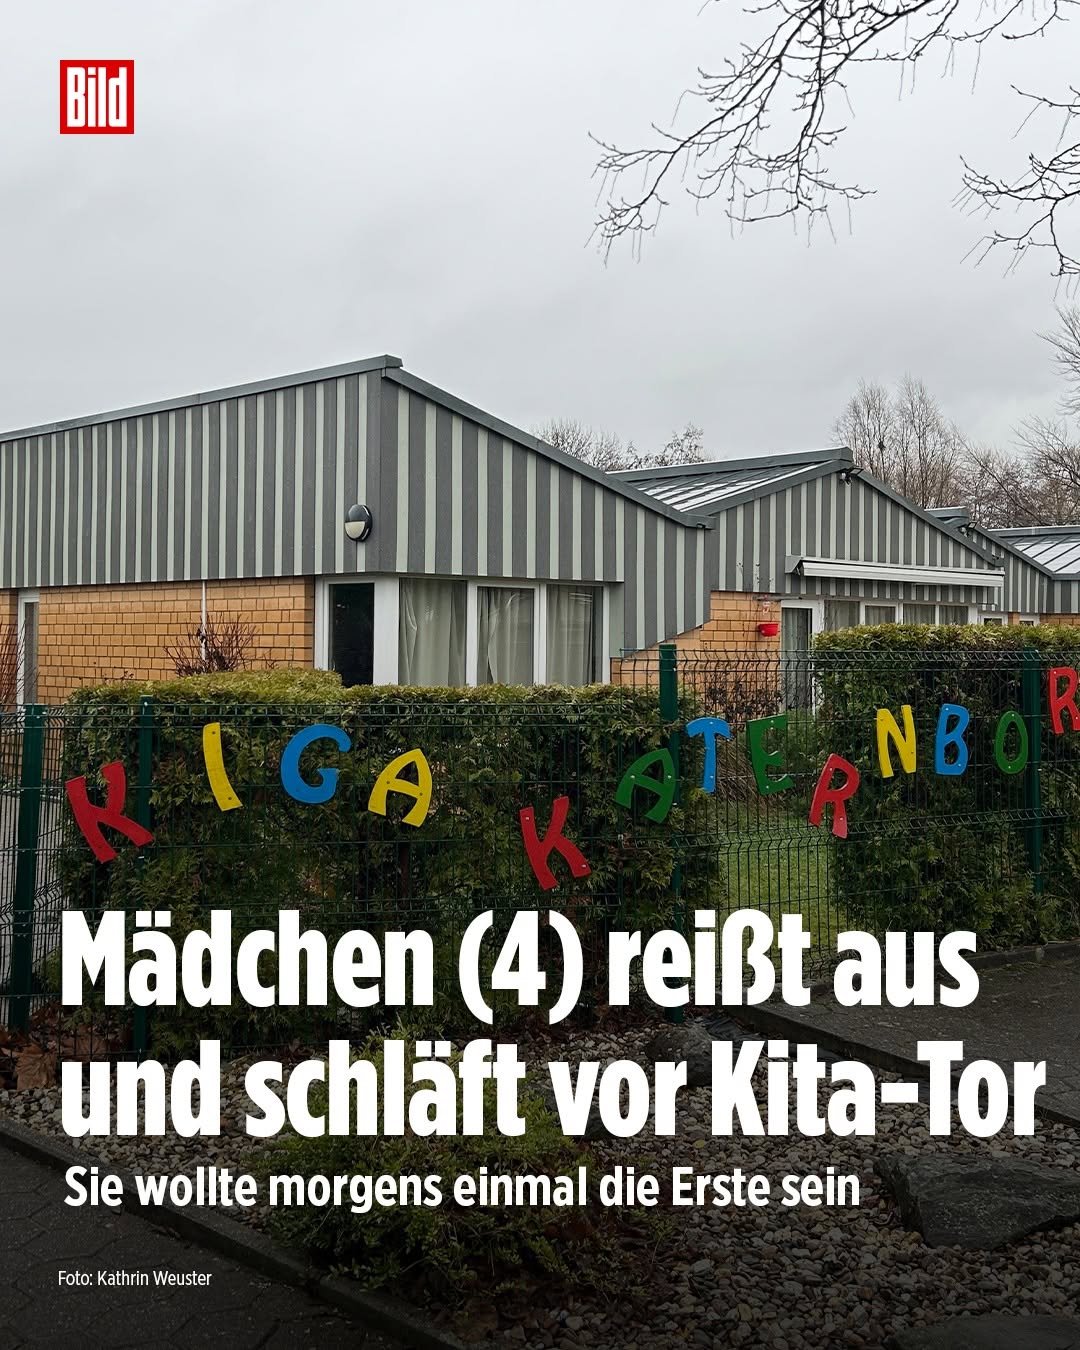 Bild
KIGA KATERNBOR
Mädchen (4) reißt aus
und schläft vor Kita-Tor
Sie wollte morgens einmal die Erste sein
Foto: Kathrin Weuster